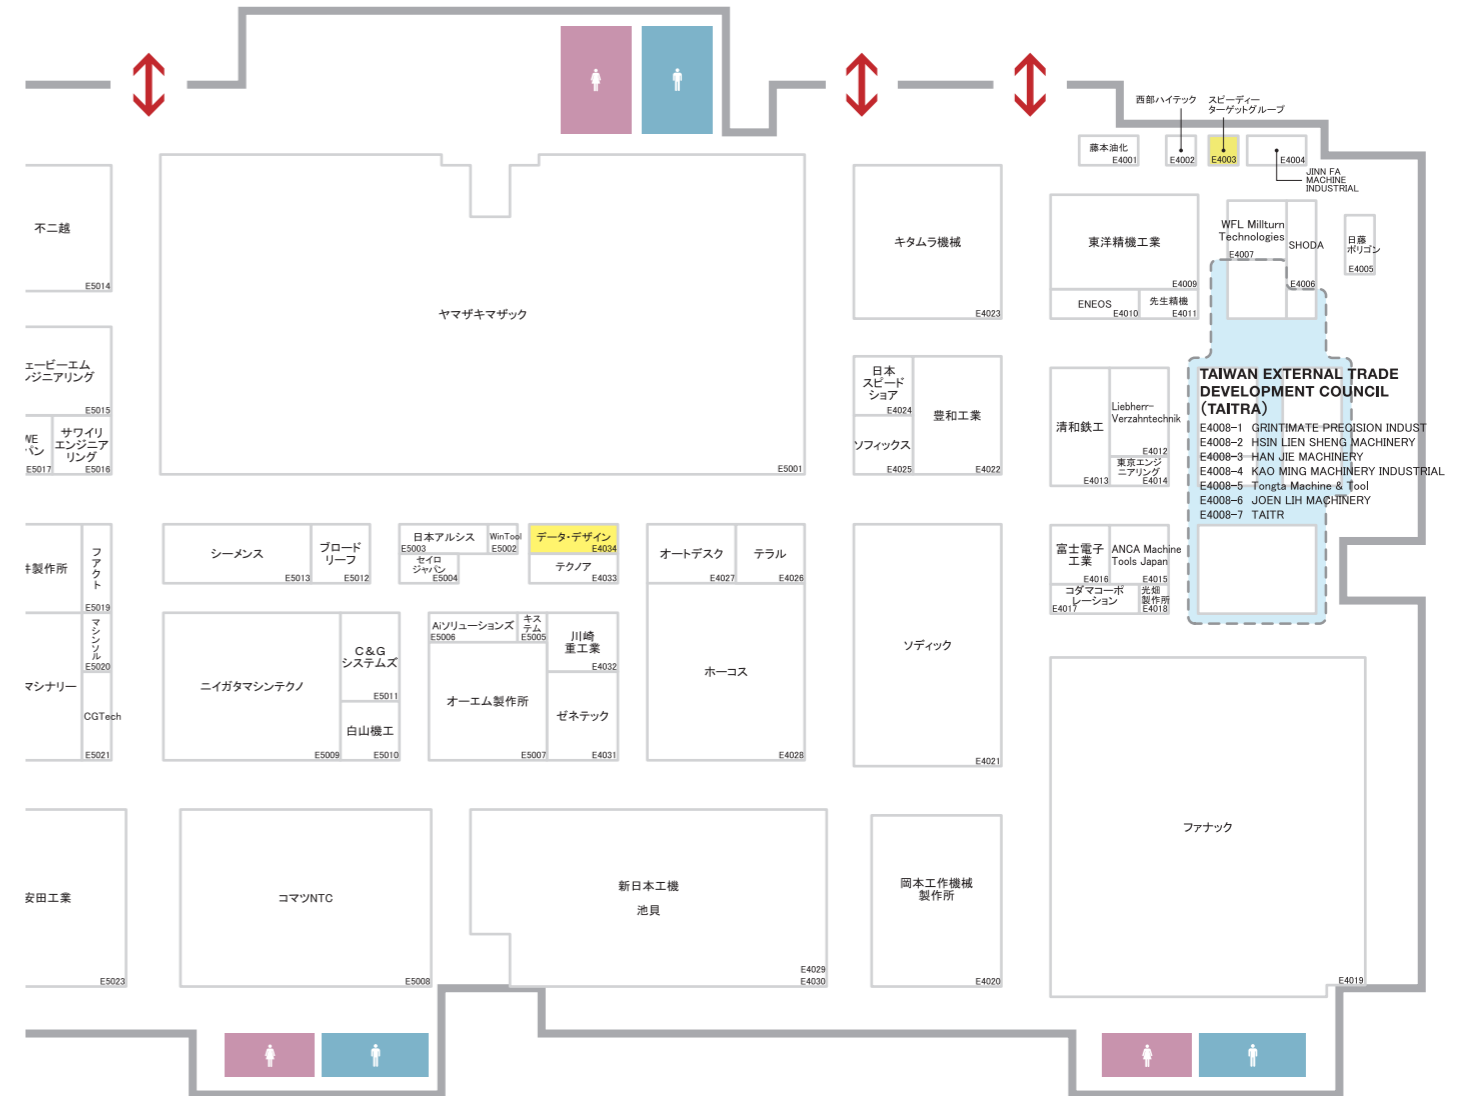 西部ハイテック
スピーディー
ターゲットグループ
藤本油化
E4001
E4002
E4003
E4004
JINN FA
MACHINE
INDUSTRIAL
不二越
E5014
ヤマザキマザック
E5001
キタムラ機械
E4023
東洋精機工業
E4009
ENEOS
E4010
先生精機
E4011
WFL Millturn
Technologies
E4007
SHODA
E4006
日藤
ポリゴン
E4005
ェービーエム
ンジニアリング
E5015
WE
パン
E5017
サワイリ
エンジニア
リング
E5016
日本
スピード
ショア
E4024
ソフィックス
E4025
豊和工業
E4022
清和鉄工
E4013
Liebherr-
Verzahntechnik
E4012
東京エンジ
ニアリング
E4014
TAIWAN EXTERNAL TRADE
DEVELOPMENT COUNCIL
(TAITRA)
E4008-1 GRINTIMATE PRECISION INDUST
E4008-2 HSIN LIEN SHENG MACHINERY
E4008-3 HAN JIE MACHINERY
E4008-4 KAO MING MACHINERY INDUSTRIAL
E4008-5 Tongta Machine & Tool
E4008-6 JOEN LIH MACHINERY
E4008-7 TAITR
製作所
ファクト
E5019
シーメンス
E5013
ブロード
リーフ
E5012
日本アルシス
E5003
WinTool
E5002
セイロ
ジャパン
E5004
データ・デザイン
E4034
テクノア
E4033
オートデスク
E4027
テラル
E4026
ソディック
E4021
富士電子
工業
E4016
ANCA Machine
Tools Japan
E4015
コダマコーポ
レーション
E4017
光畑
製作所
E4018
マシンソル
E5020
マシナリー
CGTech
E5021
ニイガタマシンテクノ
E5009
C&G
システムズ
E5011
白山機工
E5010
Aiソリューションズ
E5006
キス
テム
E5005
オーエム製作所
E5007
川崎
重工業
E4032
ゼネテック
E4031
ホーコス
E4028
安田工業
E5023
コマツNTC
E5008
新日本工機
池貝
E4029
E4030
岡本工作機械
製作所
E4020
ファナック
E4019